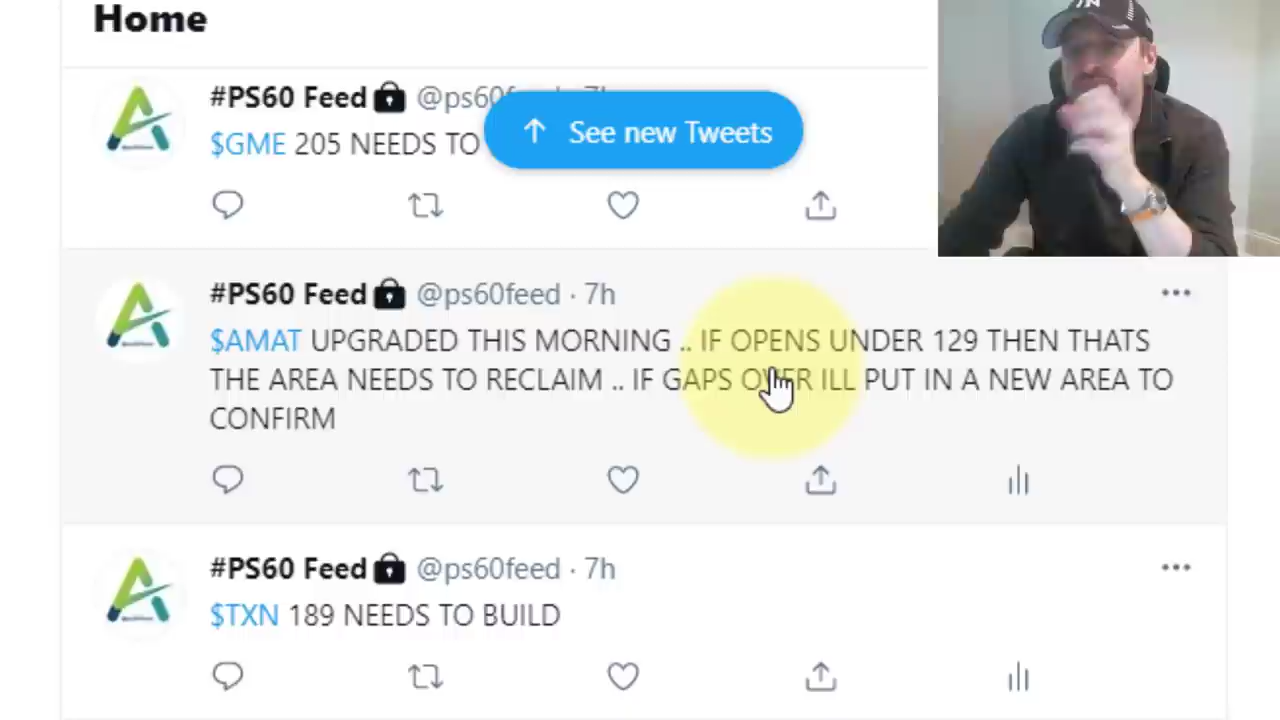 Home
#PS60 Feed @ps60
$GME 205 NEEDS TO
See new Tweets
#PS60 Feed @ps60feed · 7h
$AMAT UPGRADED THIS MORNING .. IF OPENS UNDER 129 THEN THATS
THE AREA NEEDS TO RECLAIM .. IF GAPS OVER ILL PUT IN A NEW AREA TO
CONFIRM
#PS60 Feed @ps60feed · 7h
$TXN 189 NEEDS TO BUILD